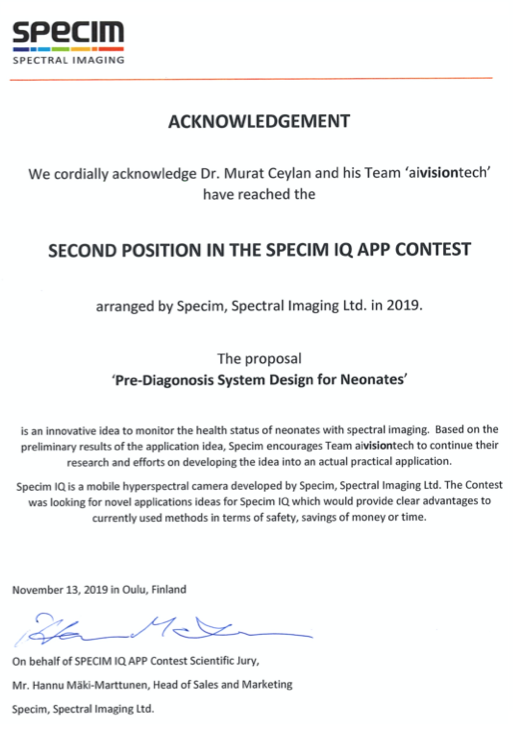 SPECIM
SPECTRAL IMAGING
ACKNOWLEDGEMENT
We cordially acknowledge Dr. Murat Ceylan and his Team ‘aivisiontech’
have reached the
SECOND POSITION IN THE SPECIM IQ APP CONTEST
arranged by Specim, Spectral Imaging Ltd. in 2019.
The proposal
‘Pre-Diagonosis System Design for Neonates’
is an innovative idea to monitor the health status of neonates with spectral imaging. Based on the
preliminary results of the application idea, Specim encourages Team aivisiontech to continue their
research and efforts on developing the idea into an actual practical application.
Specim IQ is a mobile hyperspectral camera developed by Specim, Spectral Imaging Ltd. The Contest
was looking for novel applications ideas for Specim IQ which would provide clear advantages to
currently used methods in terms of safety, savings of money or time.
November 13, 2019 in Oulu, Finland
On behalf of SPECIM IQ APP Contest Scientific Jury,
Mr. Hannu Mäki-Marttunen, Head of Sales and Marketing
Specim, Spectral Imaging Ltd.